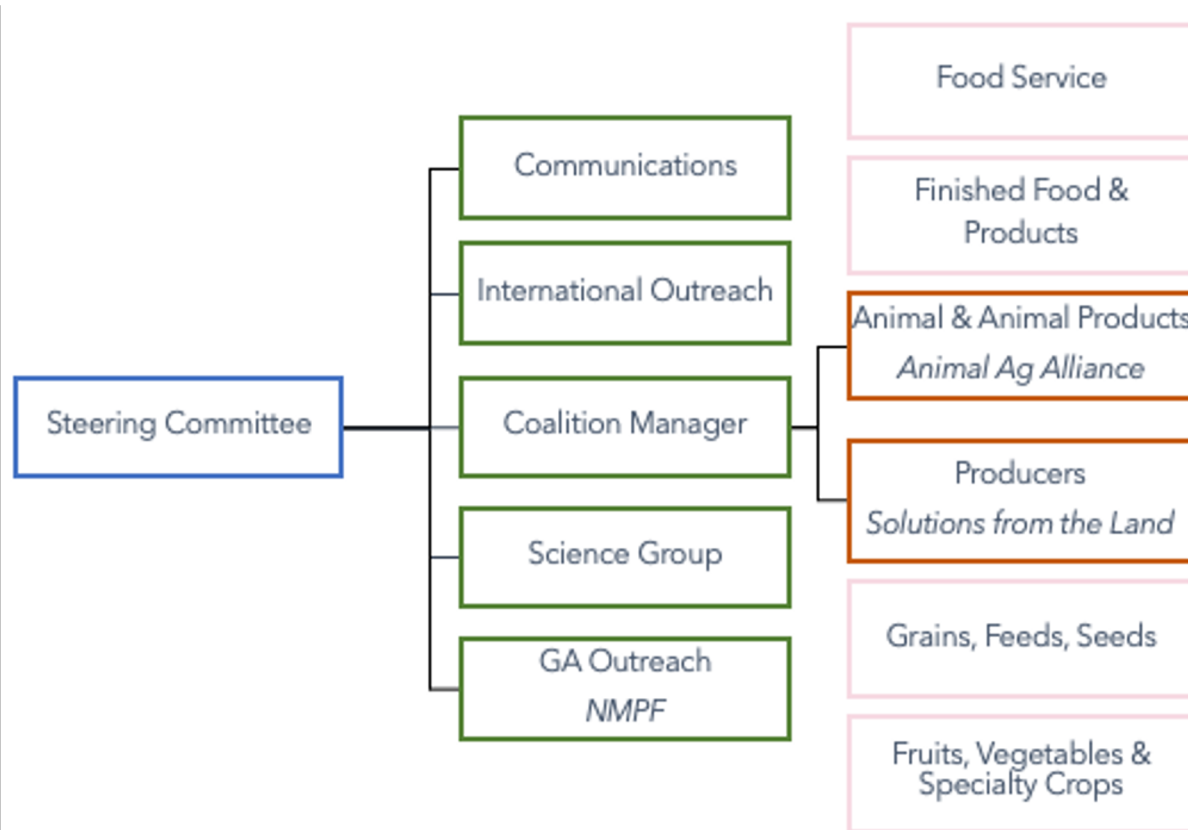 Steering Committee
Communications
International Outreach
Coalition Manager
Science Group
GA Outreach
NMPF
Food Service
Finished Food &
Products
Animal & Animal Products
Animal Ag Alliance
Producers
Solutions from the Land
Grains, Feeds, Seeds
Fruits, Vegetables &
Specialty Crops